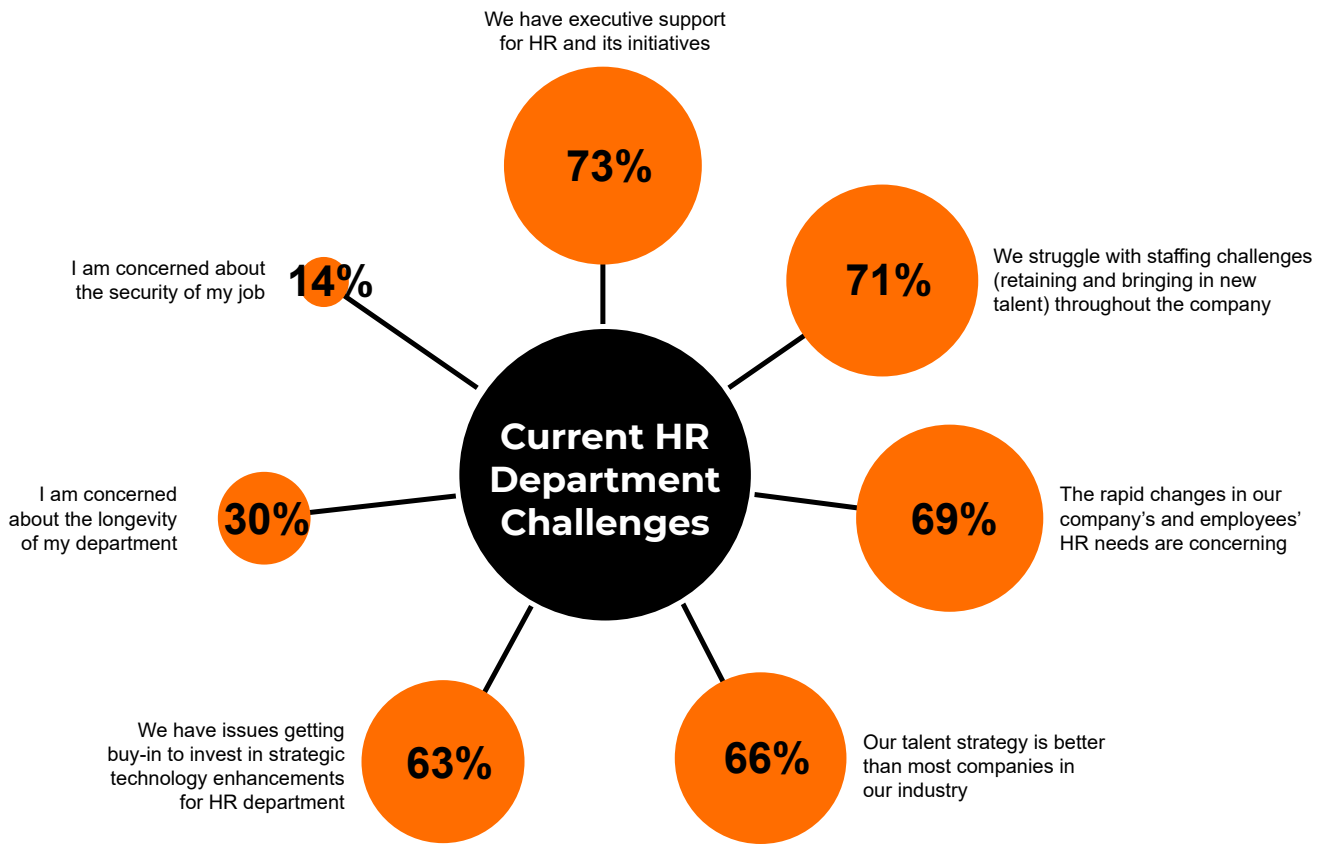 We have executive support
for HR and its initiatives
73%
We struggle with staffing challenges
(retaining and bringing in new
talent) throughout the company
71%
The rapid changes in our
company’s and employees’
HR needs are concerning
69%
Our talent strategy is better
than most companies in
our industry
66%
We have issues getting
buy-in to invest in strategic
technology enhancements
for HR department
63%
I am concerned
about the longevity
of my department
30%
I am concerned about
the security of my job
14%
Current HR
Department
Challenges